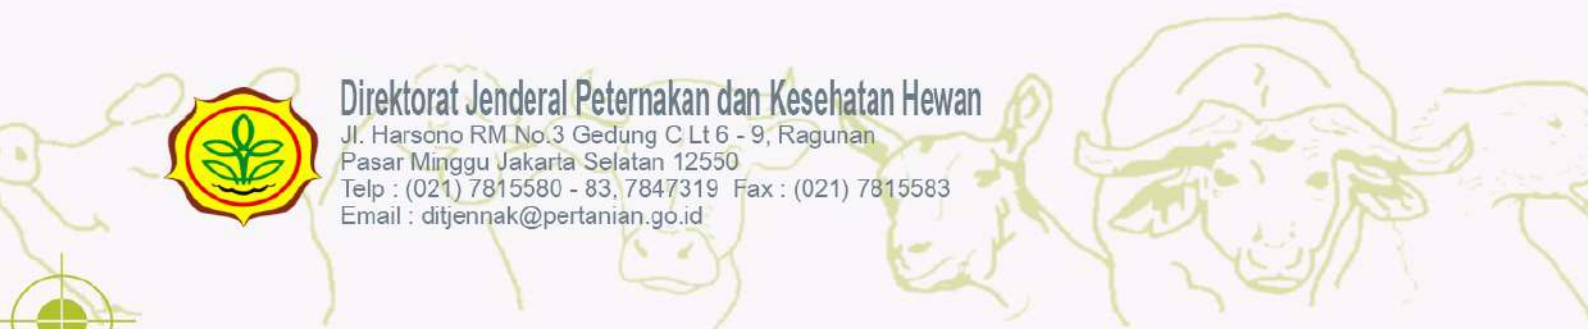 Direktorat Jenderal Peternakan dan Kesehatan Hewan
Jl. Harsono RM No.3 Gedung C Lt 6 - 9, Ragunan
Pasar Minggu Jakarta Selatan 12550
Telp : (021) 7815580 - 83, 7847319 Fax : (021) 7815583
Email : ditjennak@pertanian.go.id